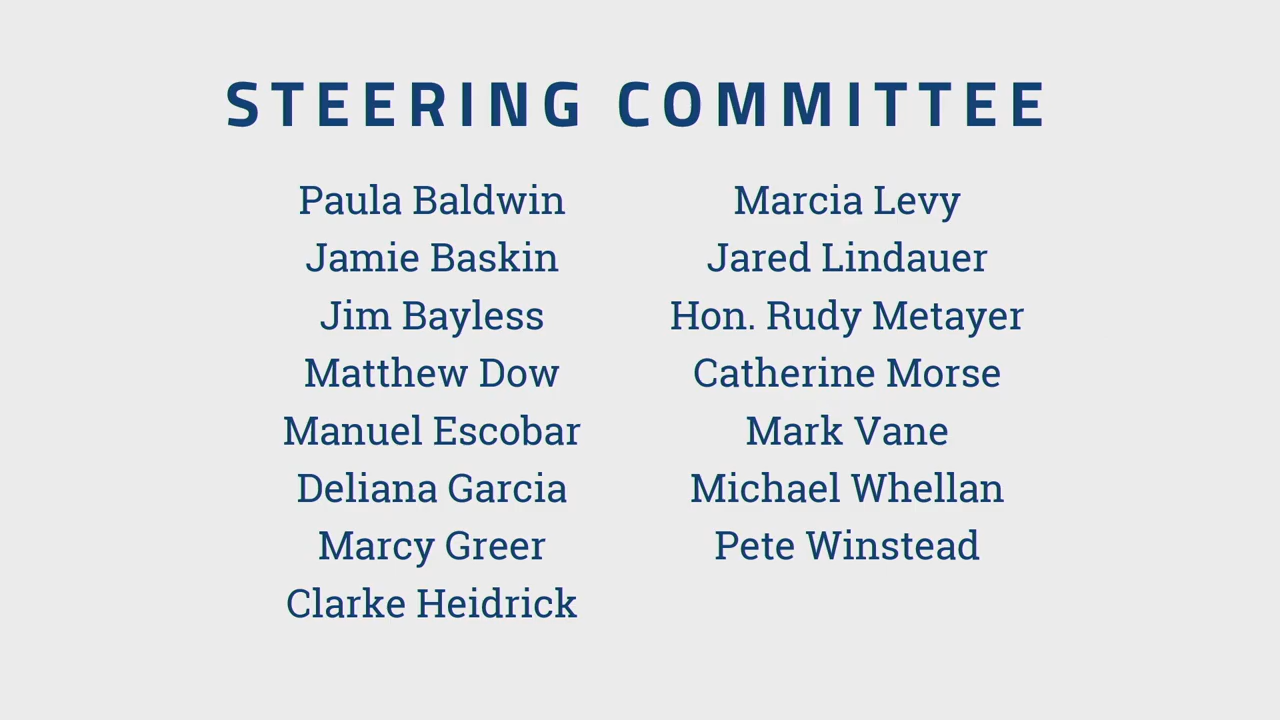 STEERING COMMITTEE
Paula Baldwin
Jamie Baskin
Jim Bayless
Matthew Dow
Manuel Escobar
Deliana Garcia
Marcy Greer
Clarke Heidrick
Marcia Levy
Jared Lindauer
Hon. Rudy Metayer
Catherine Morse
Mark Vane
Michael Whellan
Pete Winstead